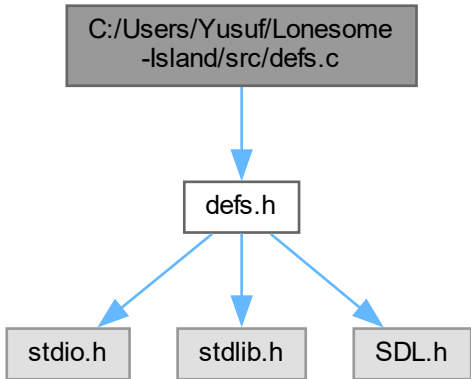 C:/Users/Yusuf/Lonesome
-Island/src/defs.c
defs.h
stdio.h
stdlib.h
SDL.h